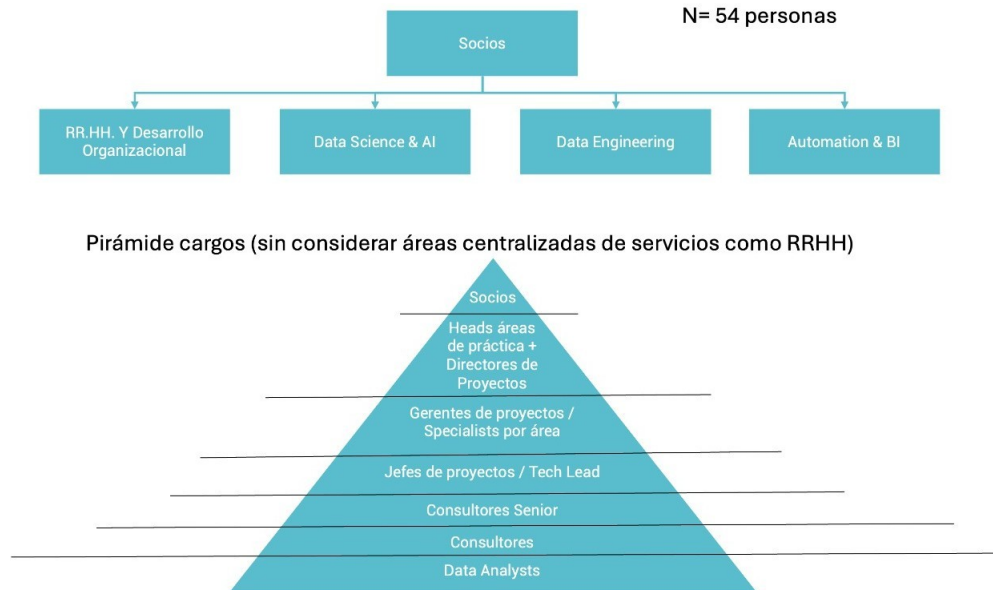 N= 54 personas
Socios
RR.HH. Y Desarrollo
Organizacional
Data Science & AI
Data Engineering
Automation & BI
Pirámide cargos (sin considerar áreas centralizadas de servicios como RRHH)
Socios
Heads áreas
de práctica +
Directores de
Proyectos
Gerentes de proyectos /
Specialists por área
Jefes de proyectos / Tech Lead
Consultores Senior
Consultores
Data Analysts